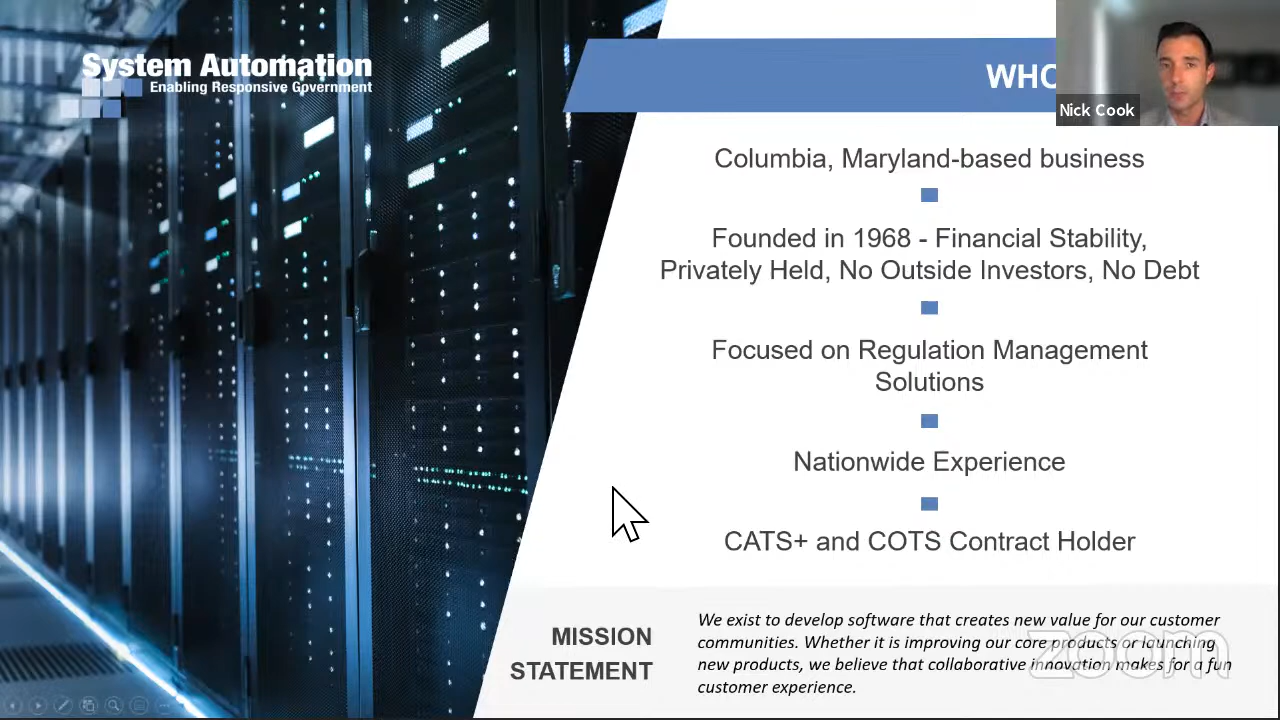 System Automation
Enabling Responsive Government
WHO
Nick Cook
Columbia, Maryland-based business
Founded in 1968 - Financial Stability,
Privately Held, No Outside Investors, No Debt
Focused on Regulation Management
Solutions
Nationwide Experience
CATS+ and COTS Contract Holder
MISSION
STATEMENT
We exist to develop software that creates new value for our customer
communities. Whether it is improving our core products or launching
new products, we believe that collaborative innovation makes for a fun
customer experience.
zoom